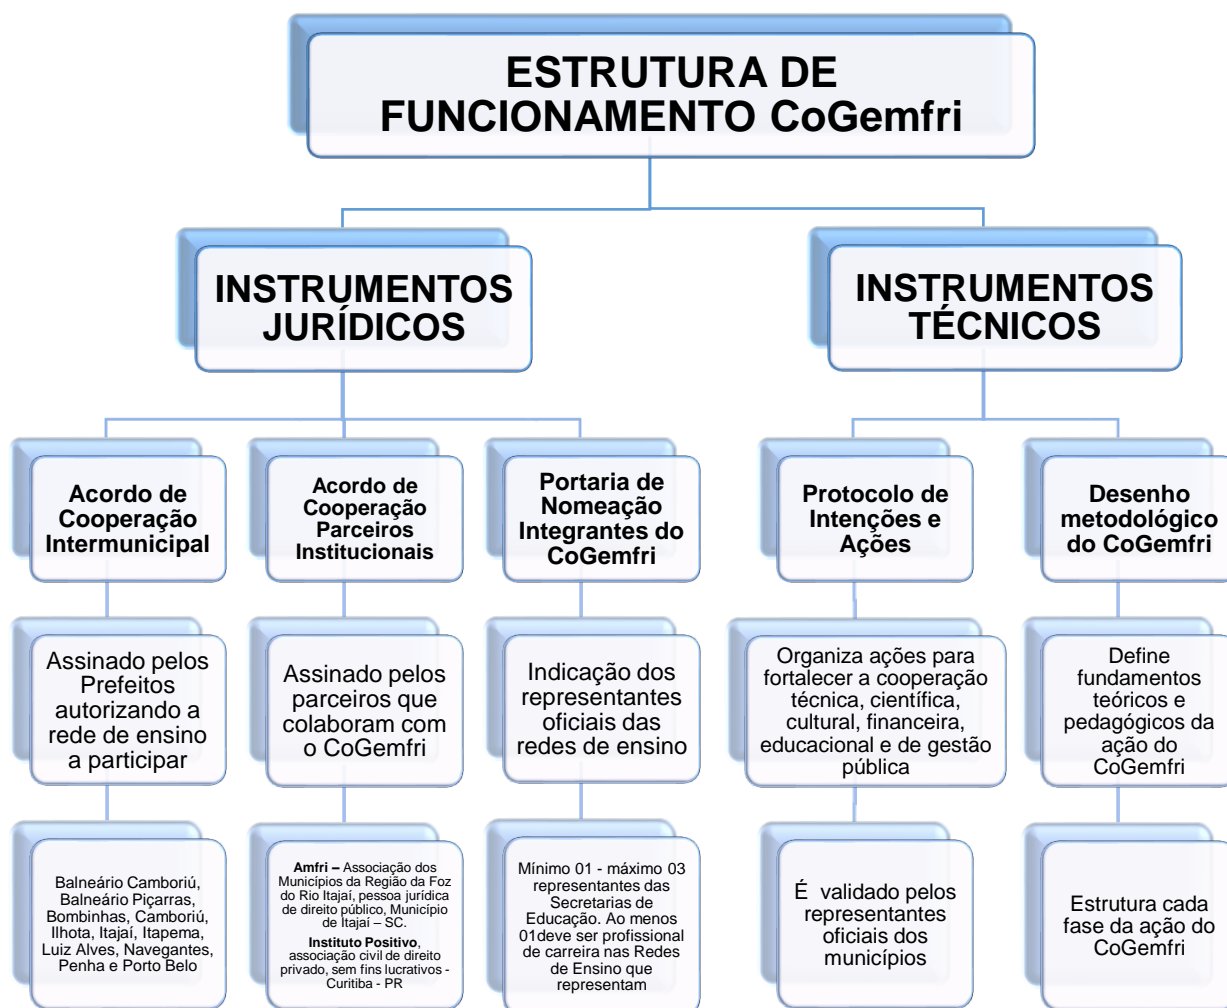 ESTRUTURA DE
FUNCIONAMENTO CoGemfri
INSTRUMENTOS
JURÍDICOS
INSTRUMENTOS
TÉCNICOS
Acordo de
Cooperação
Intermunicipal
Acordo de
Cooperação
Parceiros
Institucionais
Portaria de
Nomeação
Integrantes do
CoGemfri
Protocolo de
Intenções e
Ações
Desenho
metodológico
do CoGemfri
Assinado pelos
Prefeitos
autorizando a
rede de ensino
a participar
Assinado pelos
parceiros que
colaboram com
o CoGemfri
Indicação dos
representantes
oficiais das
redes de ensino
Organiza ações para
fortalecer a cooperação
técnica, científica,
cultural, financeira,
educacional e de gestão
pública
Define
fundamentos
teóricos e
pedagógicos da
ação do
CoGemfri
Balneário Camboriú,
Balneário Piçarras,
Bombinhas, Camboriú,
Ilhota, Itajaí, Itapema,
Luiz Alves, Navegantes,
Penha e Porto Belo
Amfri – Associação dos
Municípios da Região da Foz
do Rio Itajaí, pessoa jurídica
de direito público, Município
de Itajaí – SC.
Instituto Positivo,
associação civil de direito
privado, sem fins lucrativos -
Curitiba - PR
Mínimo 01 - máximo 03
representantes das
Secretarias de
Educação. Ao menos
01deve ser profissional
de carreira nas Redes
de Ensino que
representam
É validado pelos
representantes
oficiais dos
municípios
Estrutura cada
fase da ação do
CoGemfri